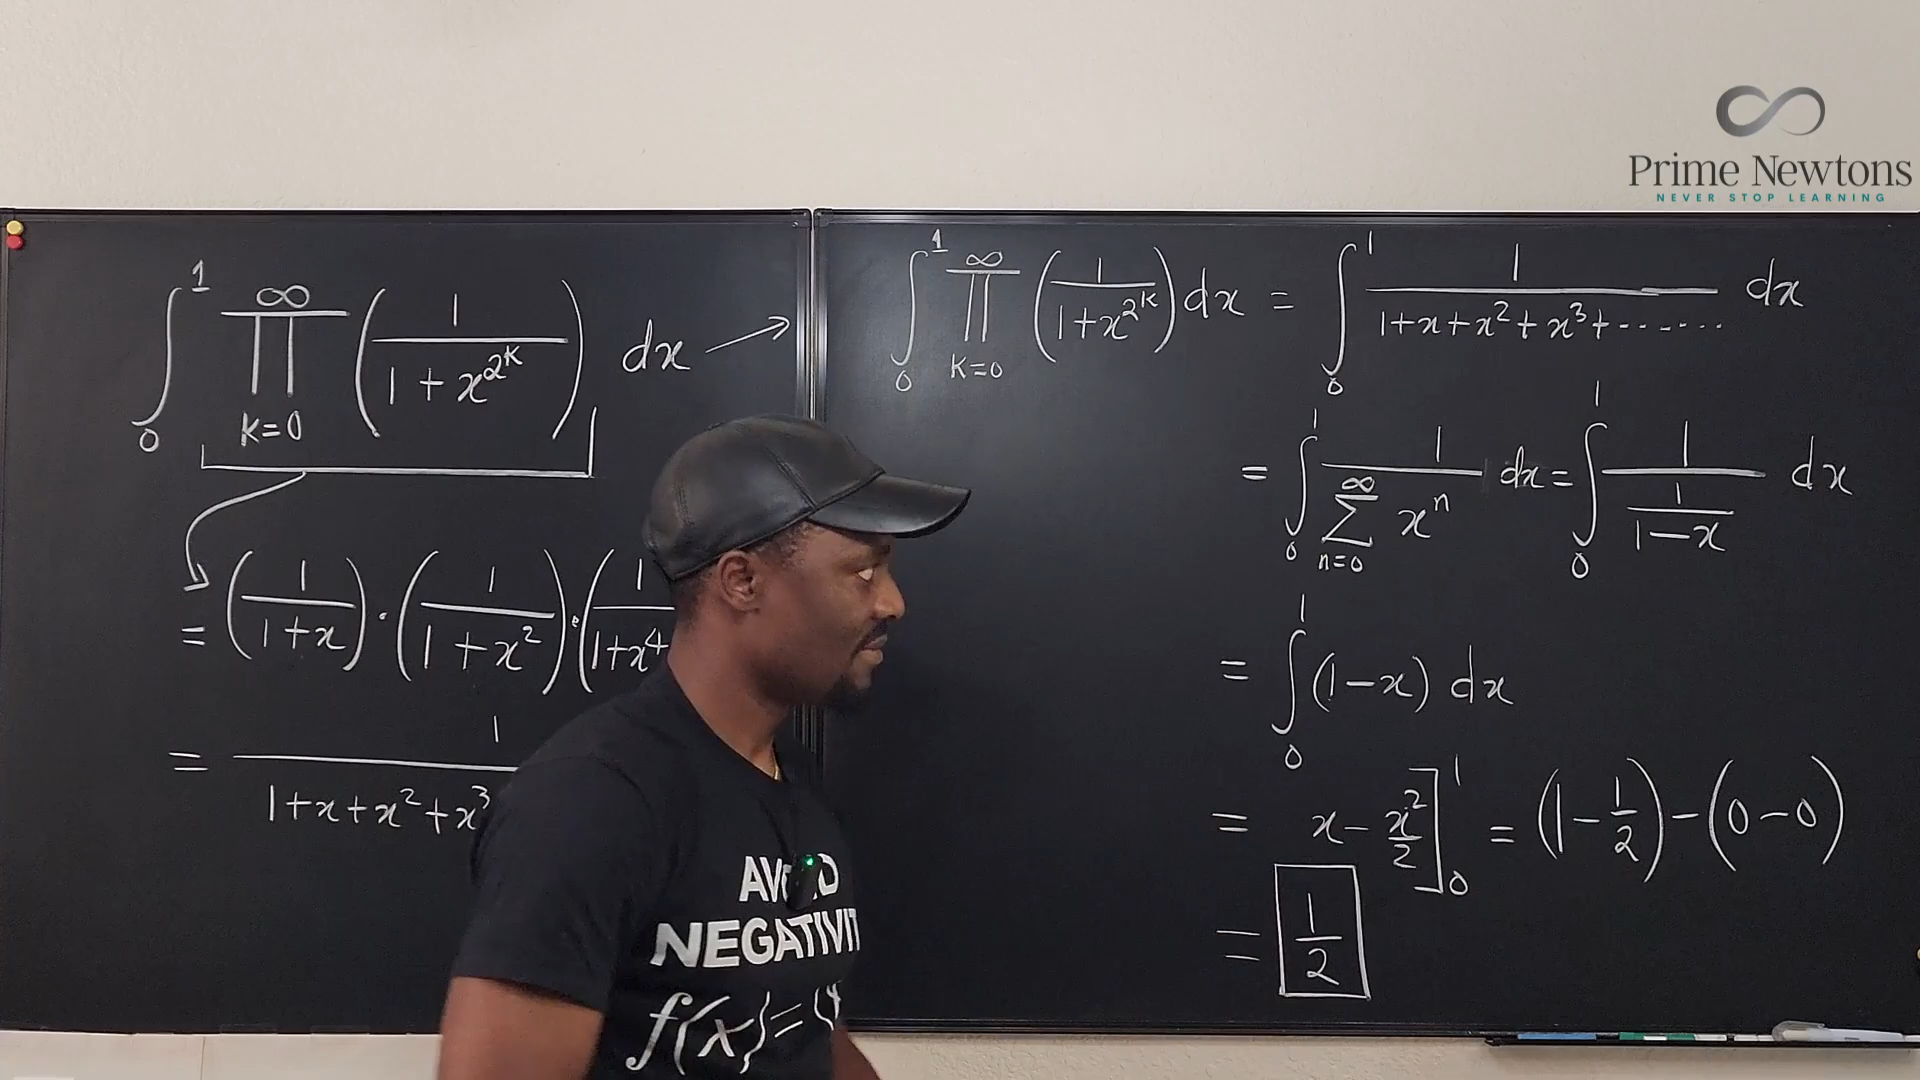 Prime Newtons
NEVER STOP LEARNING
∫₀¹ ∏_{k=0}^{∞} (1/(1+x^{2^k})) dx →
= (1/(1+x)) · (1/(1+x²)) · (1/(1+x⁴
= 1/(1+x+x²+x³
∫₀¹ ∏_{k=0}^{∞} (1/(1+x^{2^k})) dx = ∫₀¹ 1/(1+x+x²+x³+······) dx
= ∫₀¹ 1/(∑_{n=0}^{∞} xⁿ) dx = ∫₀¹ 1/(1/(1-x)) dx
= ∫₀¹ (1-x) dx
= x - x²/2 ]₀¹ = (1 - 1/2) - (0-0)
= 1/2
NEGATIVIT
f(x)=